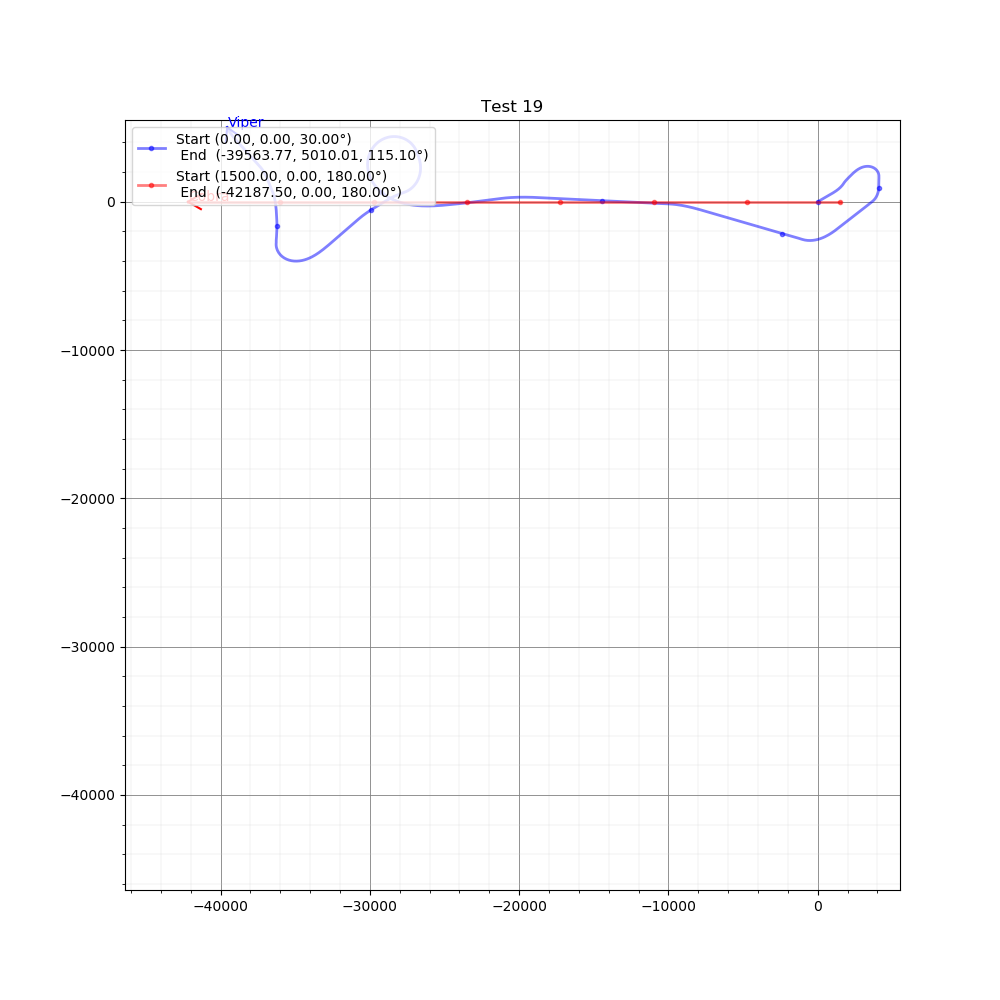 Test 19
Viper
Start (0.00, 0.00, 30.00°)
End (-39563.77, 5010.01, 115.10°)
Start (1500.00, 0.00, 180.00°)
End (-42187.50, 0.00, 180.00°)
0
−10000
−20000
−30000
−40000
−40000 −30000 −20000 −10000 0